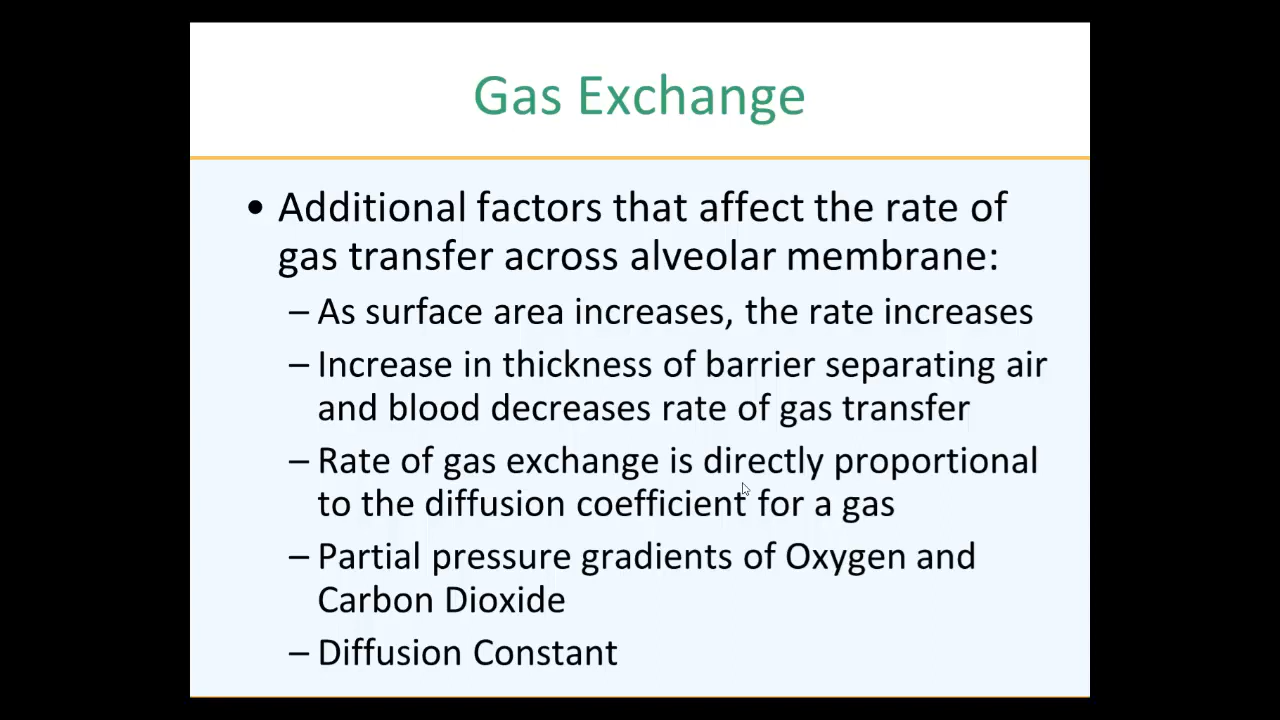 Gas Exchange
• Additional factors that affect the rate of
gas transfer across alveolar membrane:
– As surface area increases, the rate increases
– Increase in thickness of barrier separating air
and blood decreases rate of gas transfer
– Rate of gas exchange is directly proportional
to the diffusion coefficient for a gas
– Partial pressure gradients of Oxygen and
Carbon Dioxide
– Diffusion Constant